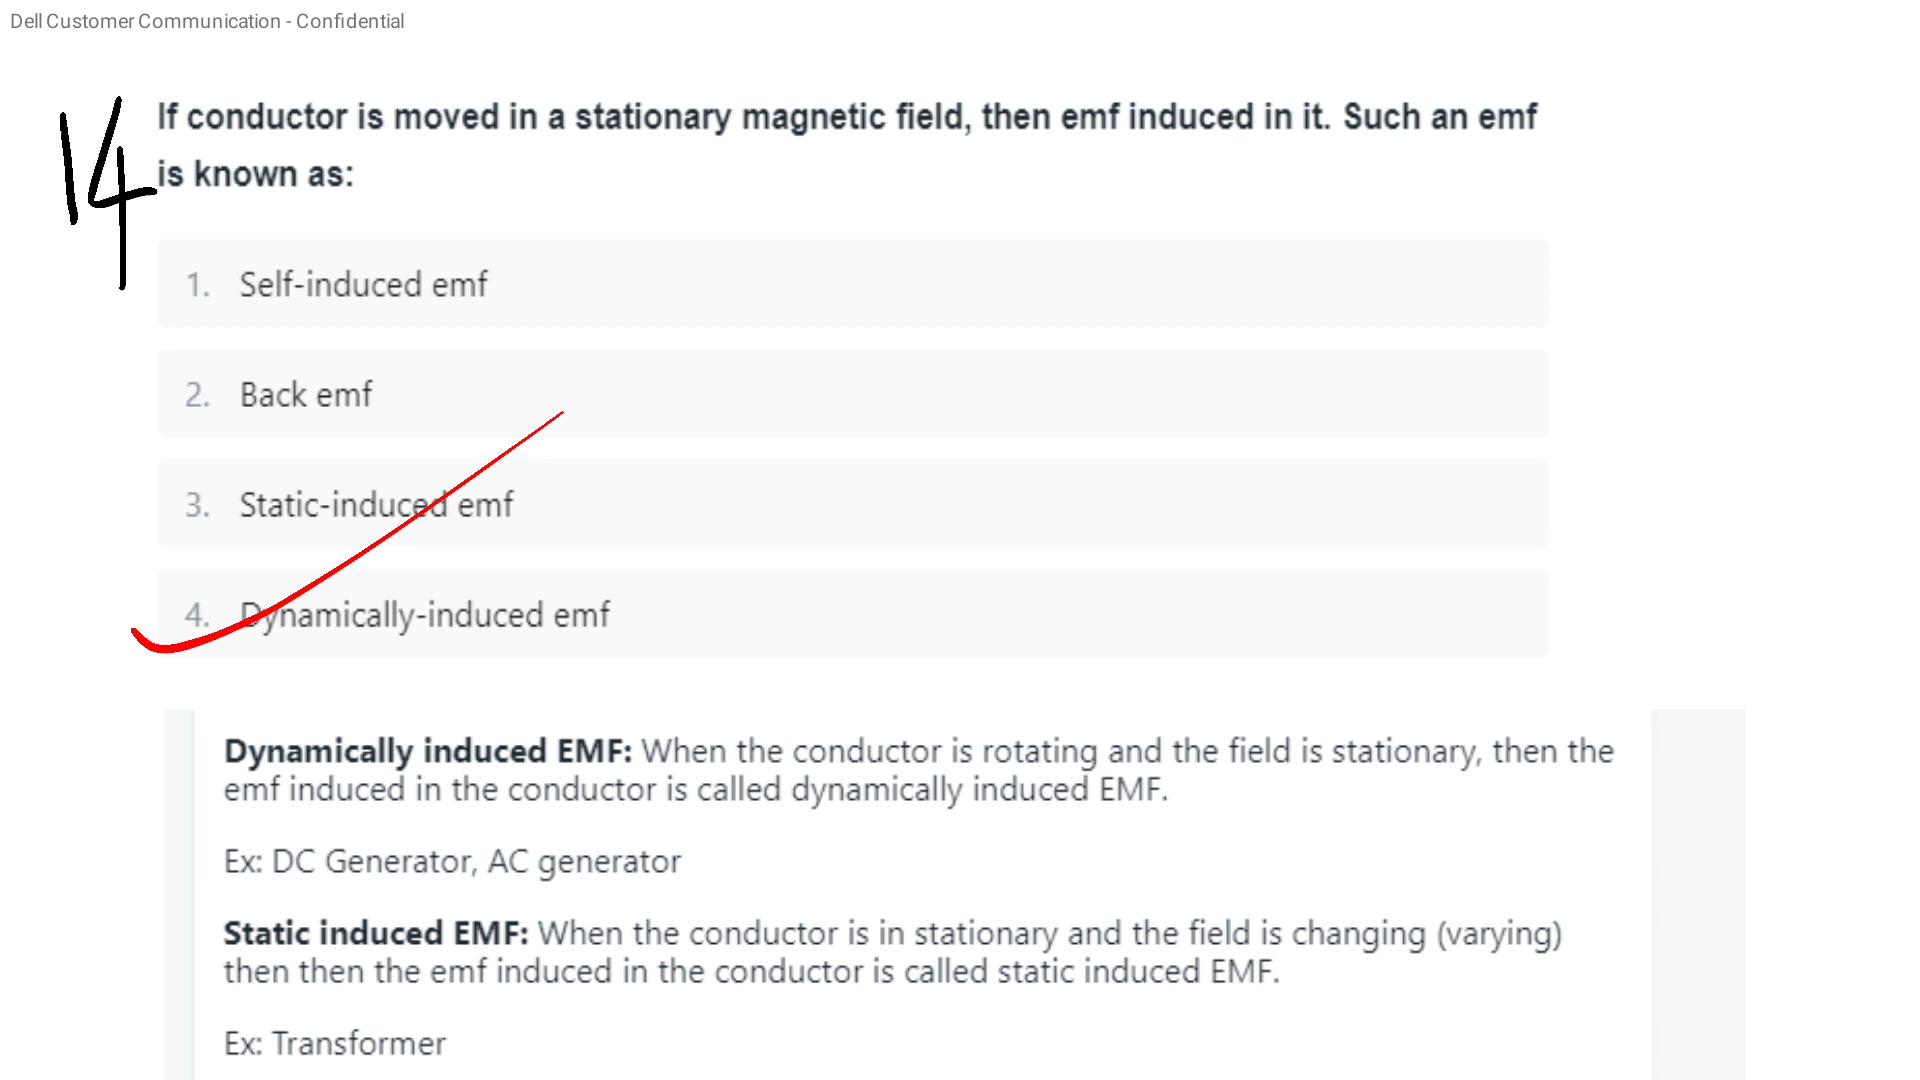 Dell Customer Communication - Confidential
14
If conductor is moved in a stationary magnetic field, then emf induced in it. Such an emf
is known as:
1. Self-induced emf
2. Back emf
3. Static-induced emf
4. Dynamically-induced emf
Dynamically induced EMF: When the conductor is rotating and the field is stationary, then the
emf induced in the conductor is called dynamically induced EMF.
Ex: DC Generator, AC generator
Static induced EMF: When the conductor is in stationary and the field is changing (varying)
then then the emf induced in the conductor is called static induced EMF.
Ex: Transformer